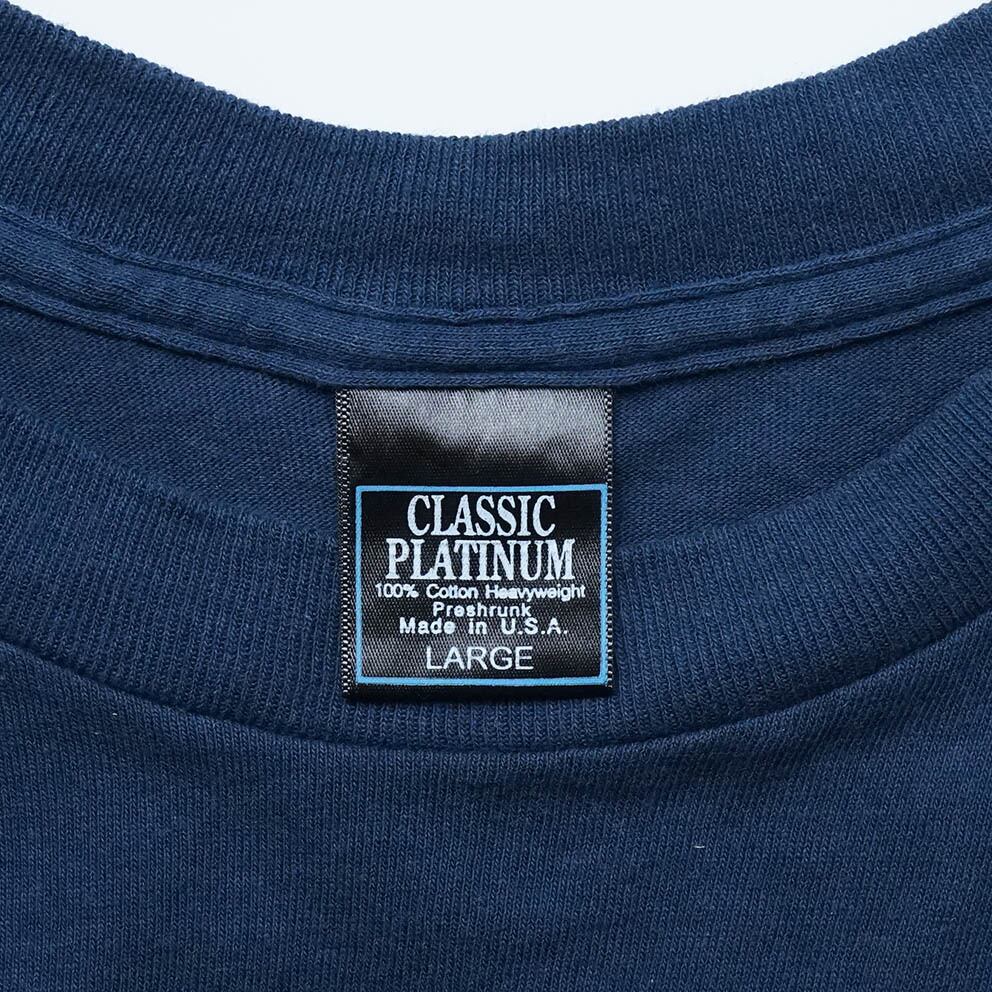 CLASSIC
PLATINUM
100% Cotton Heavyweight
Preshrunk
Made in U.S.A.
LARGE